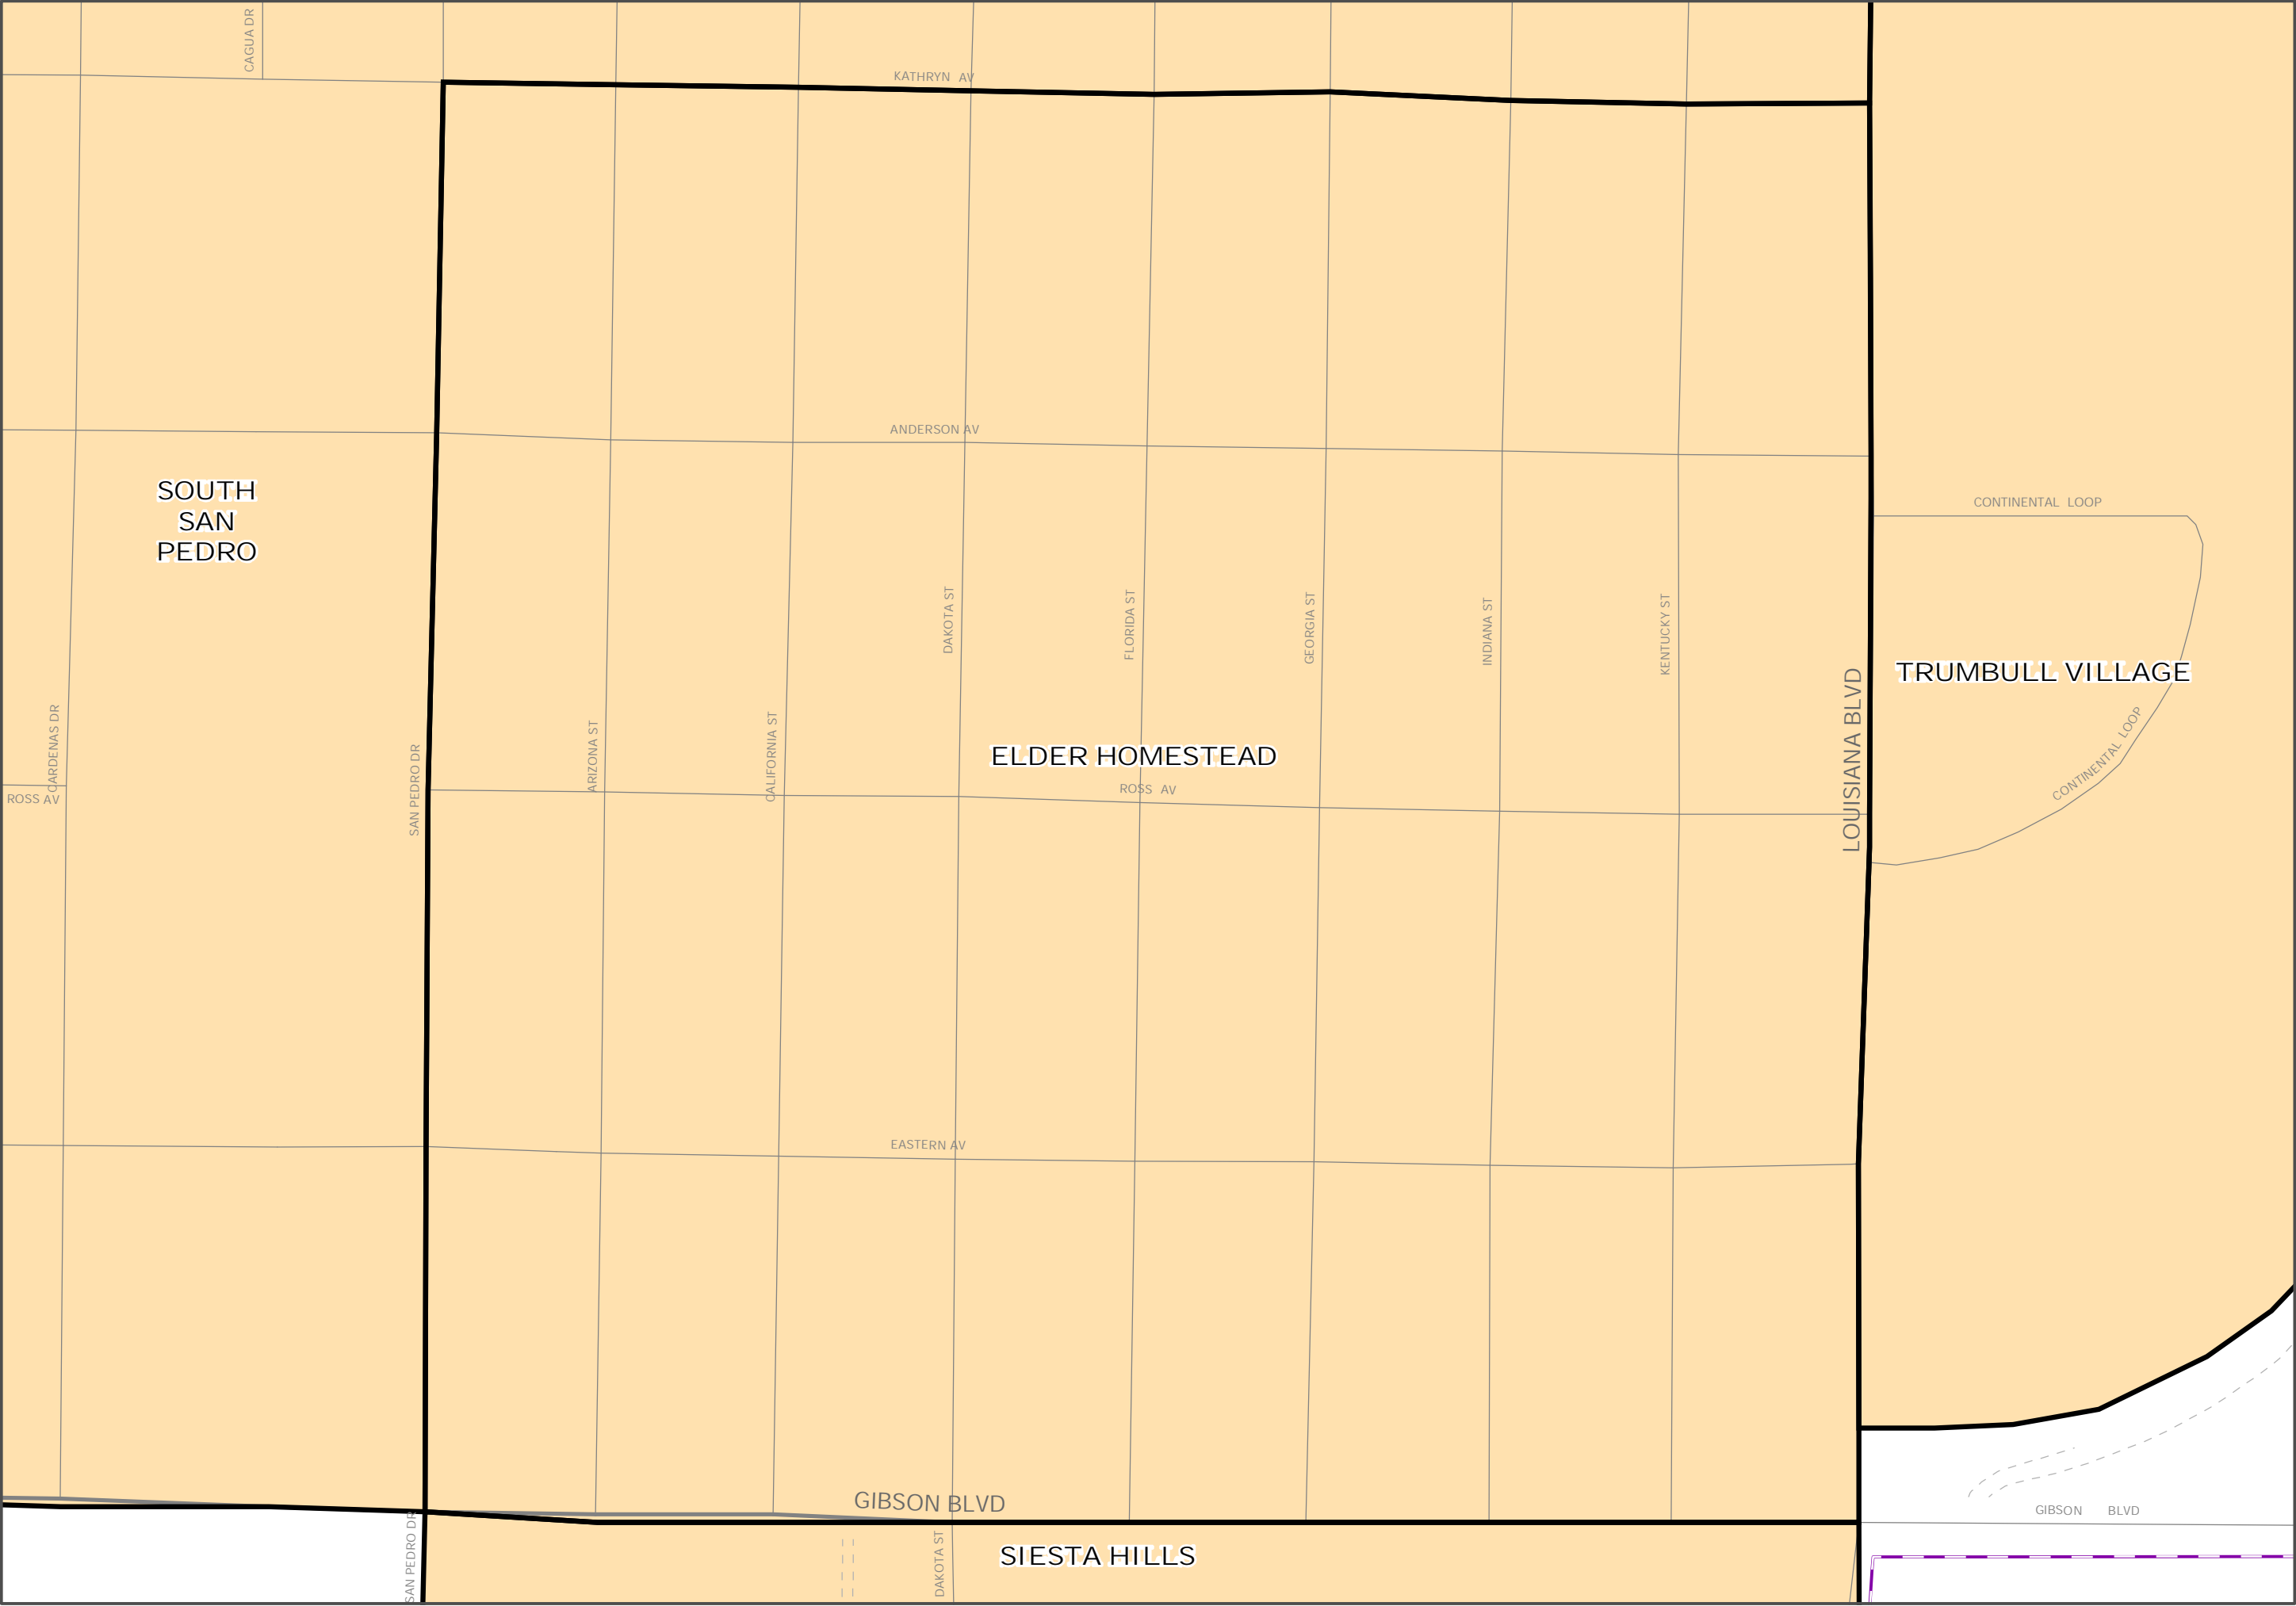 CAGUA DR
KATHRYN AV
ANDERSON AV
SOUTH
SAN
PEDRO
CONTINENTAL LOOP
DAKOTA ST
FLORIDA ST
GEORGIA ST
INDIANA ST
KENTUCKY ST
TRUMBULL VILLAGE
CARDENAS DR
SAN PEDRO DR
ARIZONA ST
CALIFORNIA ST
ELDER HOMESTEAD
LOUISIANA BLVD
CONTINENTAL LOOP
ROSS AV
ROSS AV
EASTERN AV
GIBSON BLVD
GIBSON BLVD
SAN PEDRO DR
DAKOTA ST
SIESTA HILLS